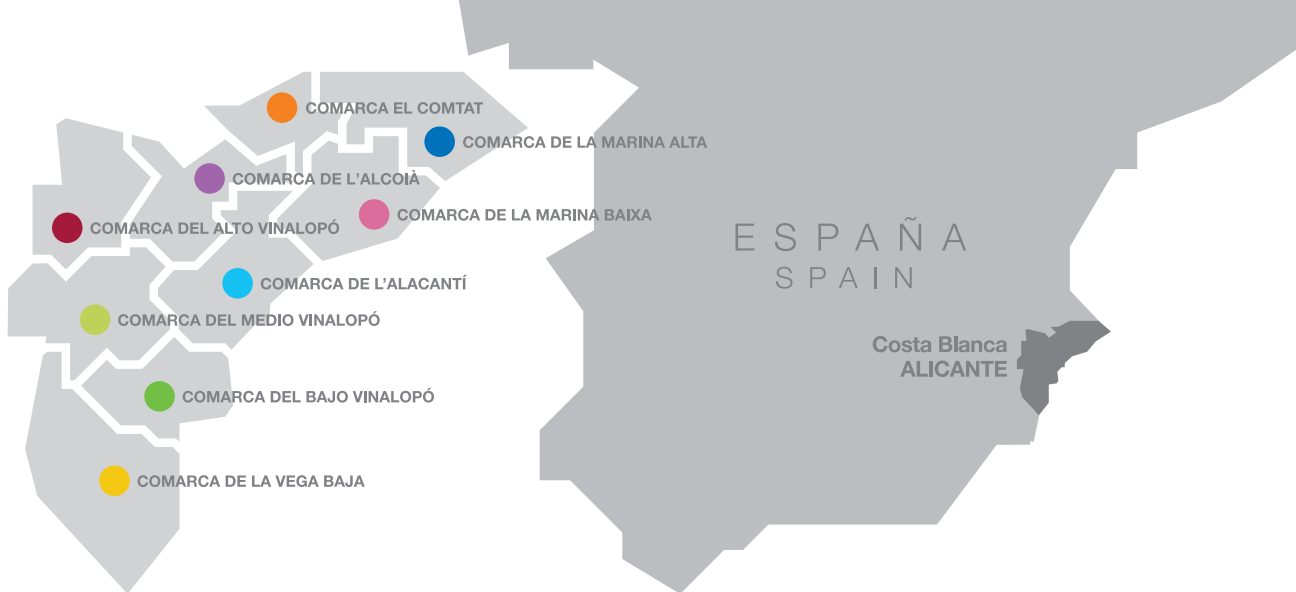 COMARCA EL COMTAT
COMARCA DE LA MARINA ALTA
COMARCA DE L'ALCOIÀ
COMARCA DE LA MARINA BAIXA
COMARCA DEL ALTO VINALOPÓ
COMARCA DE L'ALACANTÍ
COMARCA DEL MEDIO VINALOPÓ
COMARCA DEL BAJO VINALOPÓ
COMARCA DE LA VEGA BAJA
ESPAÑA
SPAIN
Costa Blanca
ALICANTE